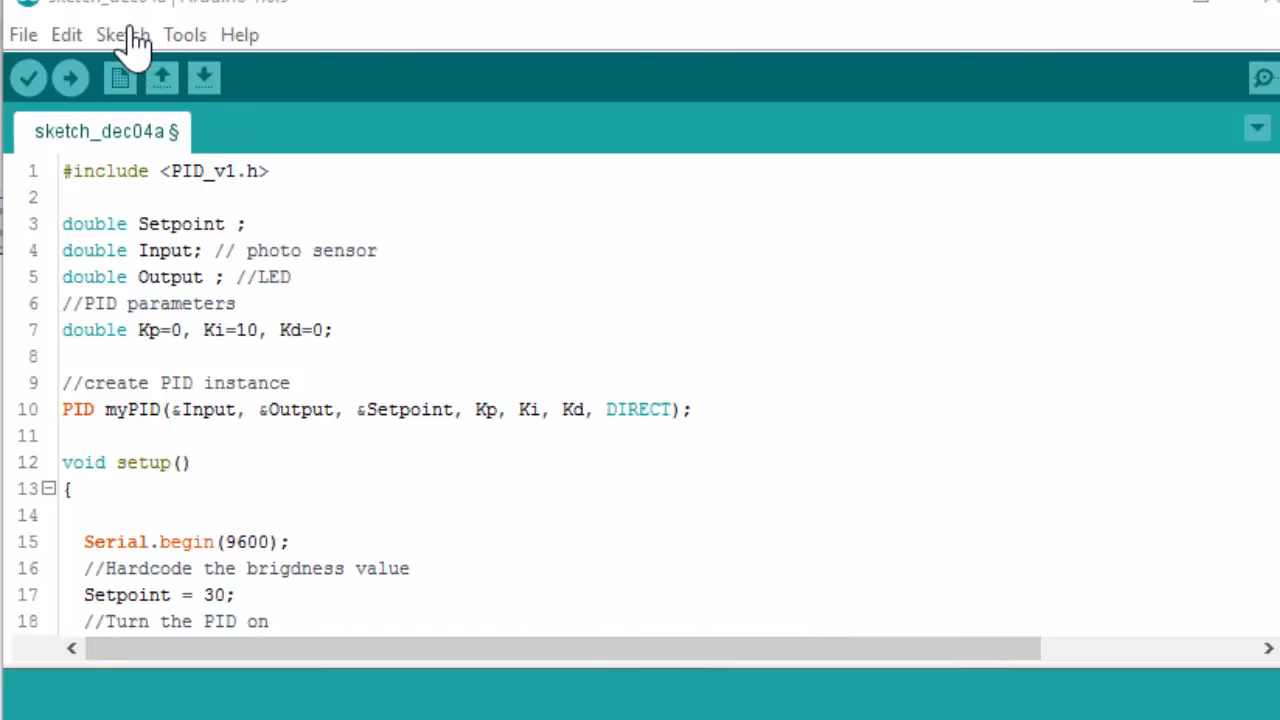 File Edit Sketch Tools Help
sketch_dec04a §
1 #include <PID_v1.h>
2
3 double Setpoint ;
4 double Input; // photo sensor
5 double Output ; //LED
6 //PID parameters
7 double Kp=0, Ki=10, Kd=0;
8
9 //create PID instance
10 PID myPID(&Input, &Output, &Setpoint, Kp, Ki, Kd, DIRECT);
11
12 void setup()
13 {
14
15 Serial.begin(9600);
16 //Hardcode the brigdness value
17 Setpoint = 30;
18 //Turn the PID on